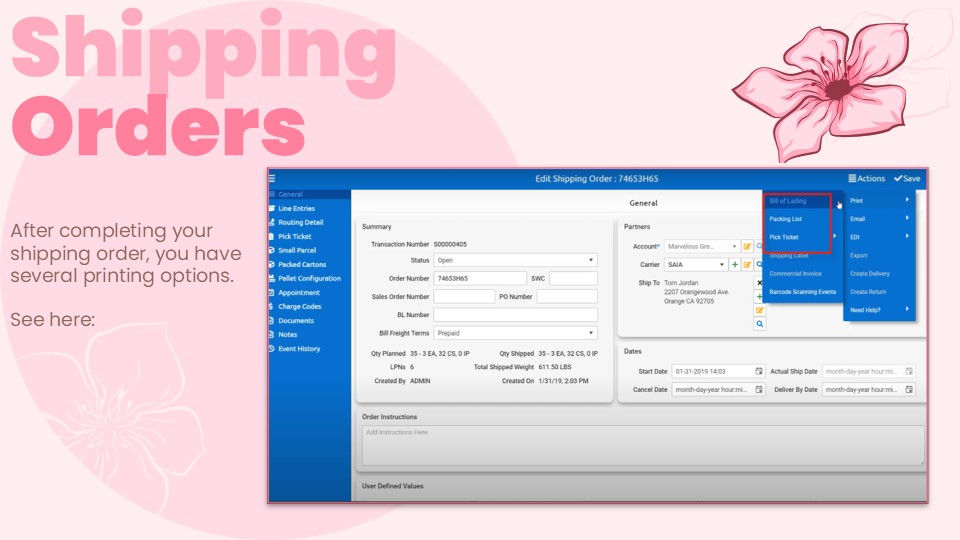 Shipping
Orders
After completing your
shipping order, you have
several printing options.
See here:
Edit Shipping Order : 74653H65
Actions
Save
General
Line Entries
Routing Detail
Pick Ticket
Small Parcel
Packed Cartons
Pallet Configuration
Appointment
Charge Codes
Documents
Notes
Event History
General
Summary
Transaction Number S00000405
Status Open
Order Number 74653H65 SWC
Sales Order Number PO Number
BL Number
Bill Freight Terms Prepaid
Qty Planned 35 - 3 EA, 32 CS, 0 IP Qty Shipped 35 - 3 EA, 32 CS, 0 IP
LPNs 6 Total Shipped Weight 611.50 LBS
Created By ADMIN Created On 1/31/19, 2:03 PM
Partners
Account* Marvelous Gre...
Carrier SAIA
Ship To Tom Jordan
2207 Orangewood Ave.
Orange CA 92705
Bill of Lading
Packing List
Pick Ticket
Shipping Label
Commercial Invoice
Barcode Scanning Events
Print
Email
EDI
Export
Create Delivery
Create Return
Need Help?
Dates
Start Date 01-31-2019 14:03 Actual Ship Date month-day-year hour:mi...
Cancel Date month-day-year hour:mi... Deliver By Date month-day-year hour:mi...
Order Instructions
Add Instructions Here
User Defined Values